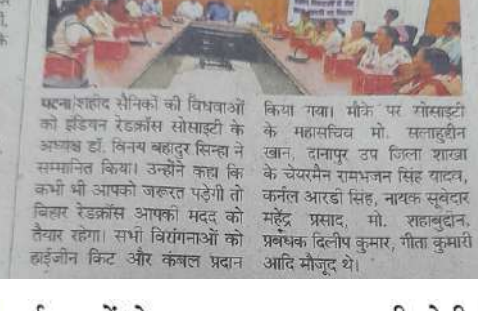 पटना/शहीद सैनिकों की विधवाओं
को इंडियन रेडक्रॉस सोसाइटी के
अध्यक्ष डॉ. विनय बहादुर सिन्हा ने
सम्मानित किया। उन्होंने कहा कि
कभी भी आपको जरूरत पड़ेगी तो
बिहार रेडक्रॉस आपकी मदद को
तैयार रहेगा। सभी विरांगनाओं को
हाईजीन किट और कंबल प्रदान
किया गया। मौके पर सोसाइटी
के महासचिव मो. सलाहुद्दीन
खान, दानापुर उप जिला शाखा
के चेयरमैन रामभजन सिंह यादव,
कर्नल आरडी सिंह, नायक सूबेदार
महेंद्र प्रसाद, मो. शहाबुद्दीन,
प्रबंधक दिलीप कुमार, गीता कुमारी
आदि मौजूद थे।